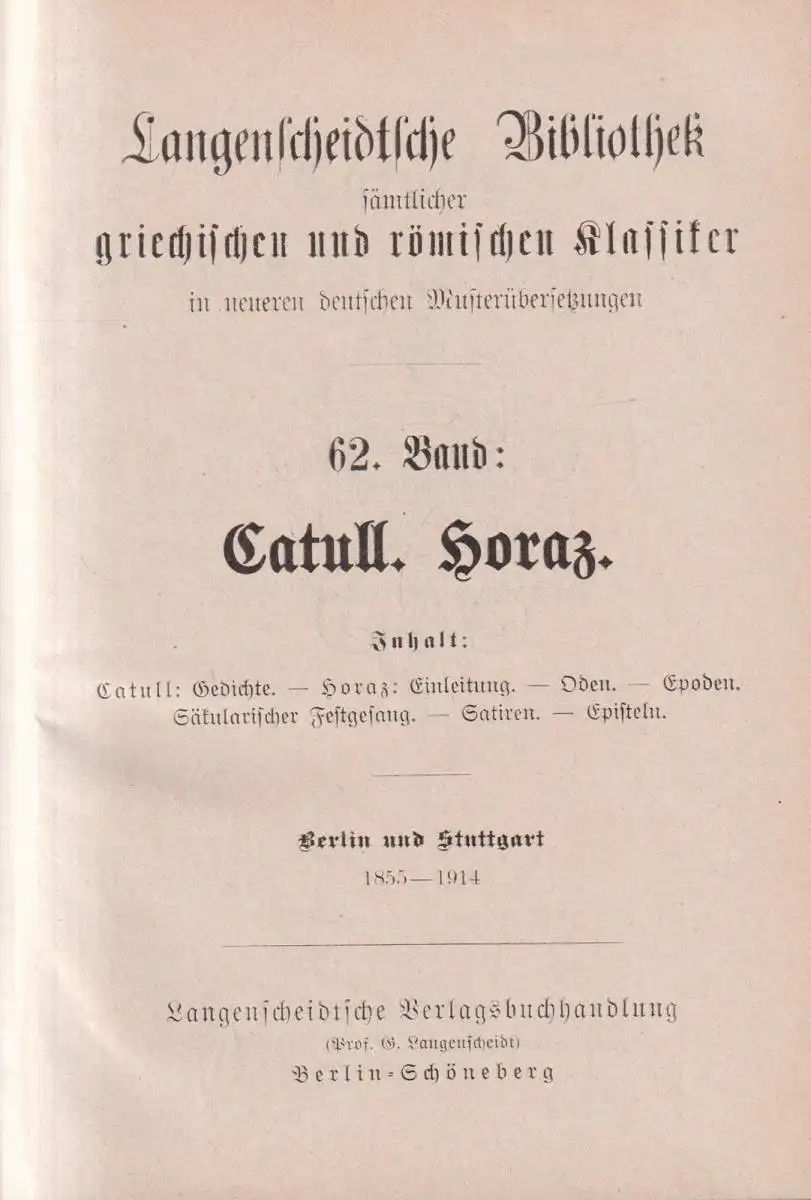 Langenscheidtsche Bibliothek
sämtlicher
griechischen und römischen Klassiker
in neueren deutschen Musterübersetzungen
62. Band:
Catull. Horaz.
Inhalt:
Catull: Gedichte. — Horaz: Einleitung. — Oden. — Epoden.
Säkularischer Festgesang. — Satiren. — Episteln.
Berlin und Stuttgart
1855—1914
Langenscheidtsche Verlagsbuchhandlung
(Prof. G. Langenscheidt)
Berlin-Schöneberg